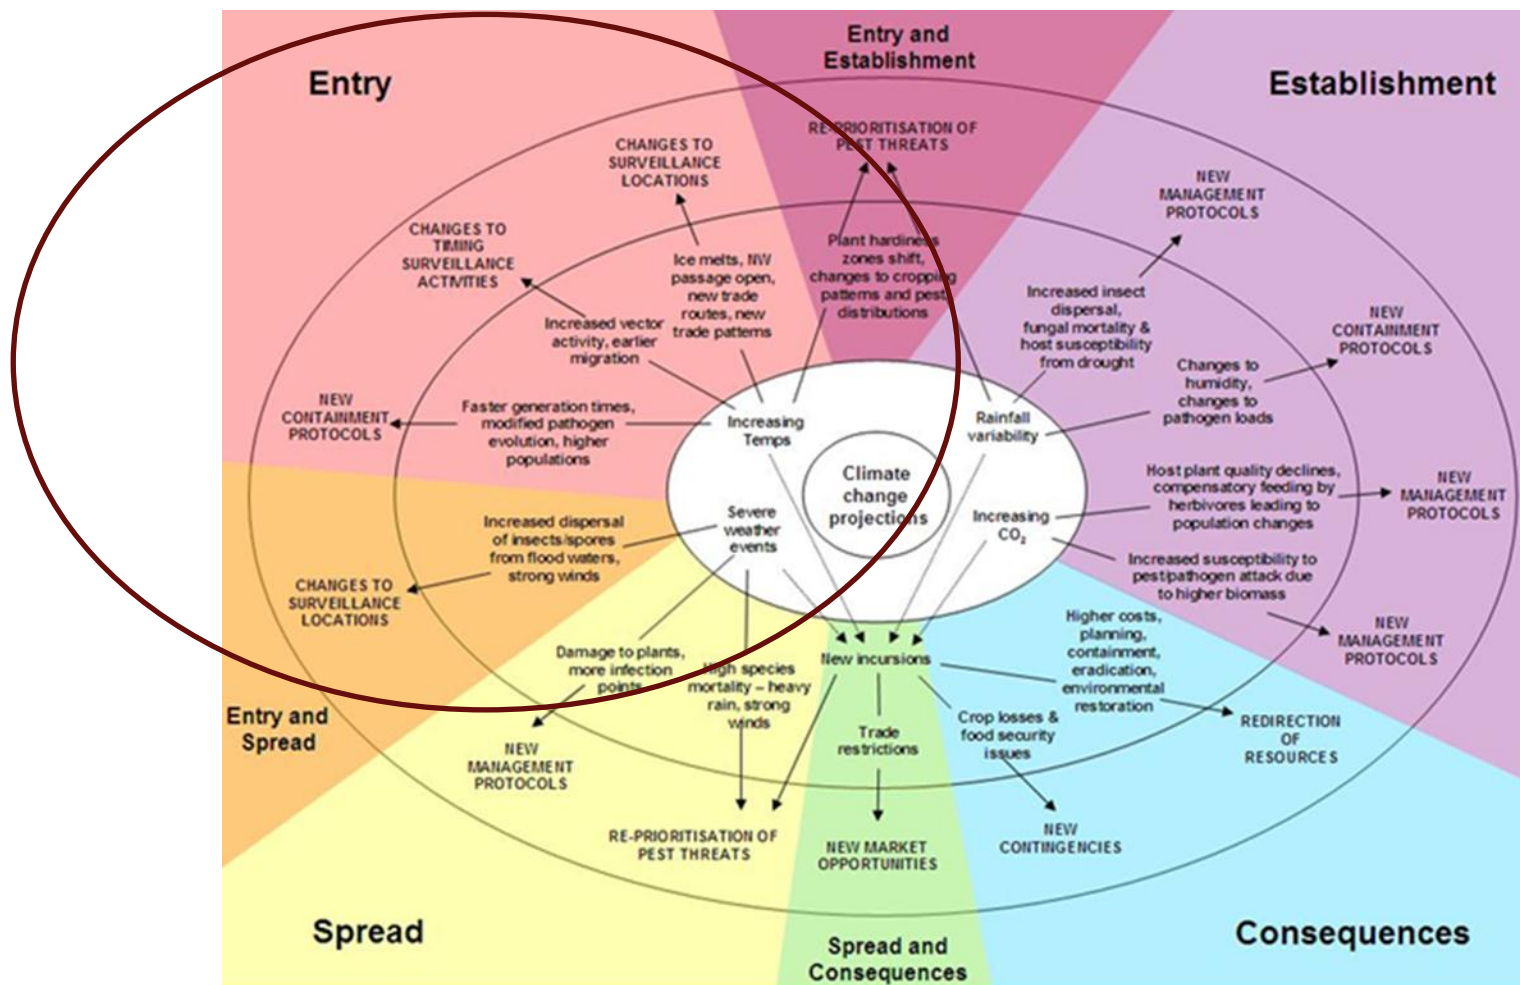 Entry
Entry and
Establishment
Establishment
RE-PRIORITISATION OF
PEST THREATS
CHANGES TO
SURVEILLANCE
LOCATIONS
NEW
MANAGEMENT
PROTOCOLS
CHANGES TO
TIMING
SURVEILLANCE
ACTIVITIES
Ice melts, NW
passage open,
new trade
routes, new
trade patterns
Plant hardiness
zones shift,
changes to cropping
patterns and pest
distributions
Increased insect
dispersal,
fungal mortality &
host susceptibility
from drought
NEW
CONTAINMENT
PROTOCOLS
Increased vector
activity, earlier
migration
Changes to
humidity,
changes to
pathogen loads
NEW
CONTAINMENT
PROTOCOLS
Faster generation times,
modified pathogen
evolution, higher
populations
Increasing
Temps
Rainfall
variability
Climate
change
projections
Host plant quality declines,
compensatory feeding by
herbivores leading to
population changes
NEW
MANAGEMENT
PROTOCOLS
Increased dispersal
of insects/spores
from flood waters,
strong winds
Severe
weather
events
Increasing
CO2
Increased susceptibility to
pest/pathogen attack due
to higher biomass
CHANGES TO
SURVEILLANCE
LOCATIONS
NEW
MANAGEMENT
PROTOCOLS
Damage to plants,
more infection
points
High species
mortality – heavy
rain, strong
winds
New incursions
Higher costs,
planning,
containment,
eradication,
environmental
restoration
Entry and
Spread
Trade
restrictions
Crop losses &
food security
issues
REDIRECTION
OF
RESOURCES
NEW
MANAGEMENT
PROTOCOLS
RE-PRIORITISATION OF
PEST THREATS
NEW MARKET
OPPORTUNITIES
NEW
CONTINGENCIES
Spread
Spread and
Consequences
Consequences